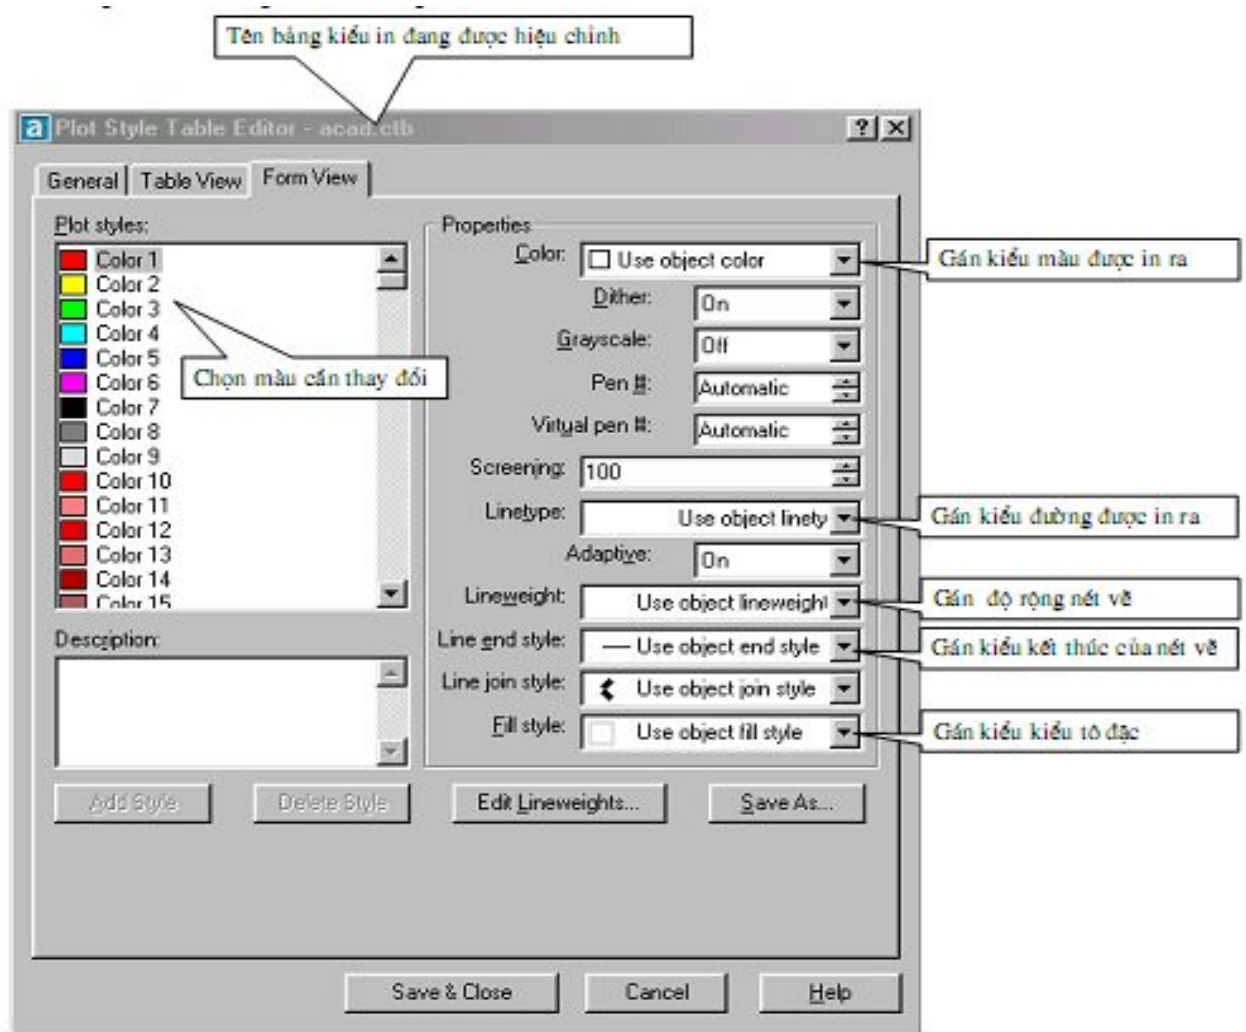 Tên bảng kiểu in đang được hiệu chỉnh
Plot Style Table Editor - acad.ctb
General
Table View
Form View
Plot styles:
Color 1
Color 2
Color 3
Color 4
Color 5
Color 6
Color 7
Color 8
Color 9
Color 10
Color 11
Color 12
Color 13
Color 14
Color 15
Chọn màu cần thay đổi
Description:
Add Style
Delete Style
Properties
Color: Use object color
Gán kiểu màu được in ra
Dither: On
Grayscale: Off
Pen #: Automatic
Virtual pen #: Automatic
Screening: 100
Linetype: Use object linety
Gán kiểu đường được in ra
Adaptive: On
Lineweight: Use object lineweight
Gán độ rộng nét vẽ
Line end style: Use object end style
Gán kiểu kết thúc của nét vẽ
Line join style: Use object join style
Fill style: Use object fill style
Gán kiểu kiểu tô đặc
Edit Lineweights...
Save As...
Save & Close
Cancel
Help